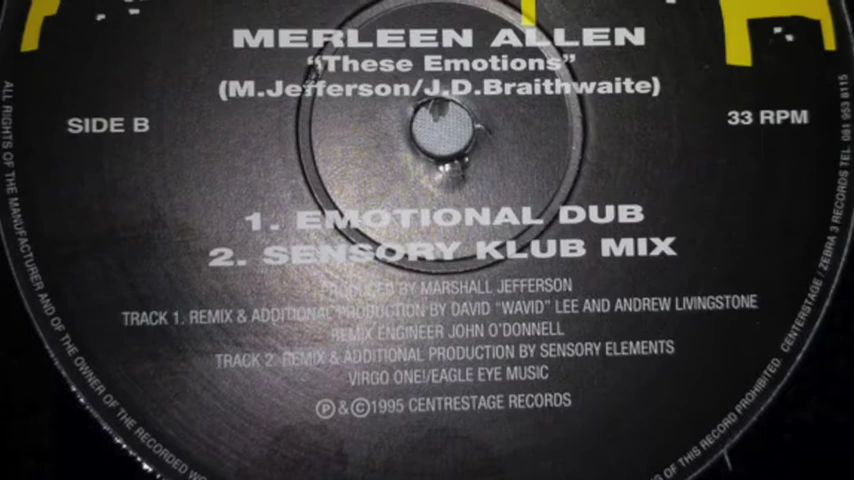 MERLEEN ALLEN
"These Emotions"
(M.Jefferson/J.D.Braithwaite)
SIDE B
33 RPM
1. EMOTIONAL DUB
2. SENSORY KLUB MIX
PRODUCED BY MARSHALL JEFFERSON
TRACK 1. REMIX & ADDITIONAL PRODUCTION BY DAVID "WAVID" LEE AND ANDREW LIVINGSTONE
REMIX ENGINEER JOHN O'DONNELL
TRACK 2. REMIX & ADDITIONAL PRODUCTION BY SENSORY ELEMENTS
VIRGO ONE!/EAGLE EYE MUSIC
Ⓟ&©1995 CENTRESTAGE RECORDS
ALL RIGHTS OF THE MANUFACTURER AND OF THE OWNER OF THE RECORDED
OF THIS RECORD PROHIBITED. CENTERSTAGE / ZEBRA 3 RECORDS TEL. 081 953 8115